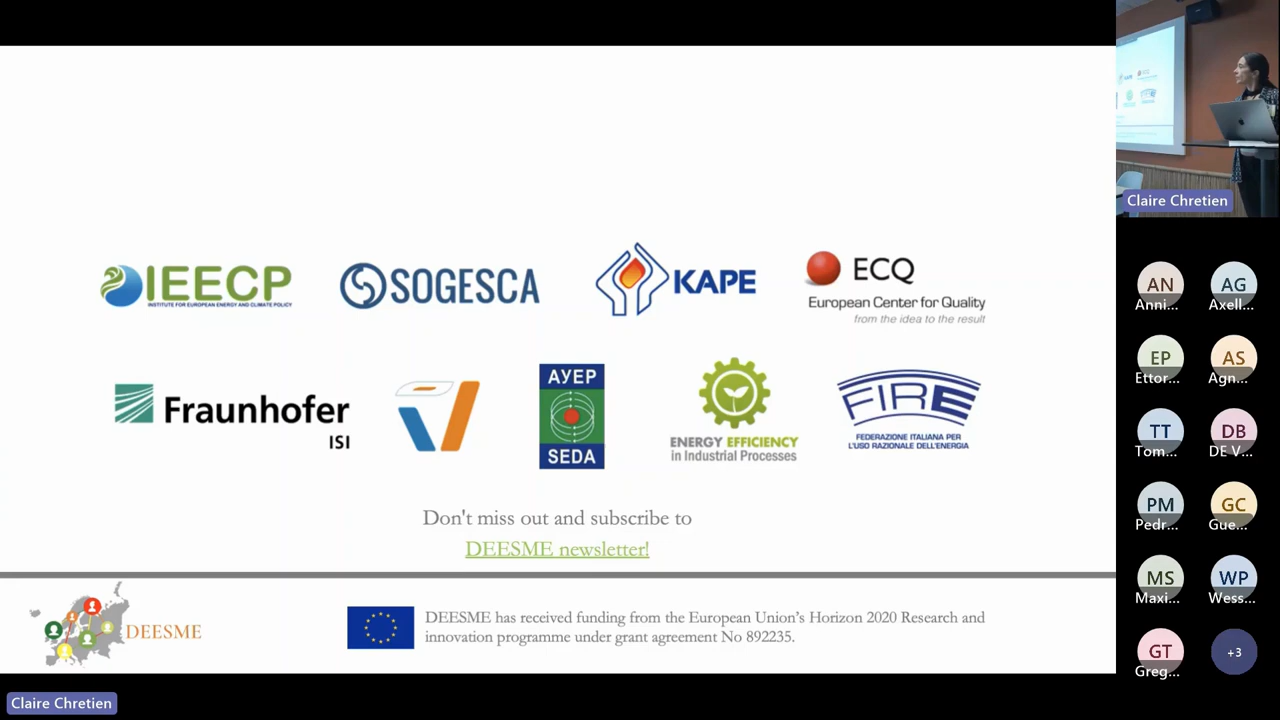 IEECP
INSTITUTE FOR EUROPEAN ENERGY AND CLIMATE POLICY
SOGESCA
KAPE
ECQ
European Center for Quality
from the idea to the result
Fraunhofer
ISI
АУЕР
SEDA
ENERGY EFFICIENCY
in Industrial Processes
FIRE
FEDERAZIONE ITALIANA PER
L'USO RAZIONALE DELL'ENERGIA
Don't miss out and subscribe to
DEESME newsletter!
DEESME
DEESME has received funding from the European Union's Horizon 2020 Research and
innovation programme under grant agreement No 892235.
Claire Chretien
Claire Chretien
AN
Anni...
AG
Axell...
EP
Ettor...
AS
Agn...
TT
Tom...
DB
DE V...
PM
Pedr...
GC
Gue...
MS
Maxi...
WP
Wess...
GT
Greg...
+3